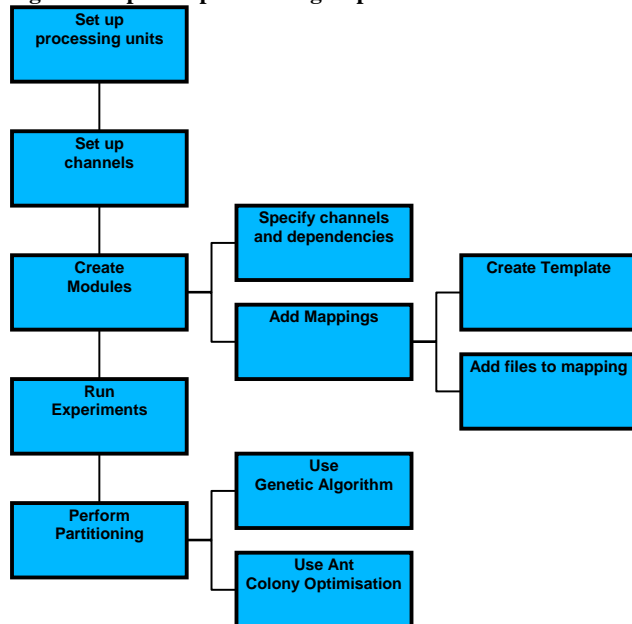 Set up
processing units
Set up
channels
Specify channels
and dependencies
Create
Modules
Create Template
Add Mappings
Add files to mapping
Run
Experiments
Use
Genetic Algorithm
Perform
Partitioning
Use Ant
Colony Optimisation